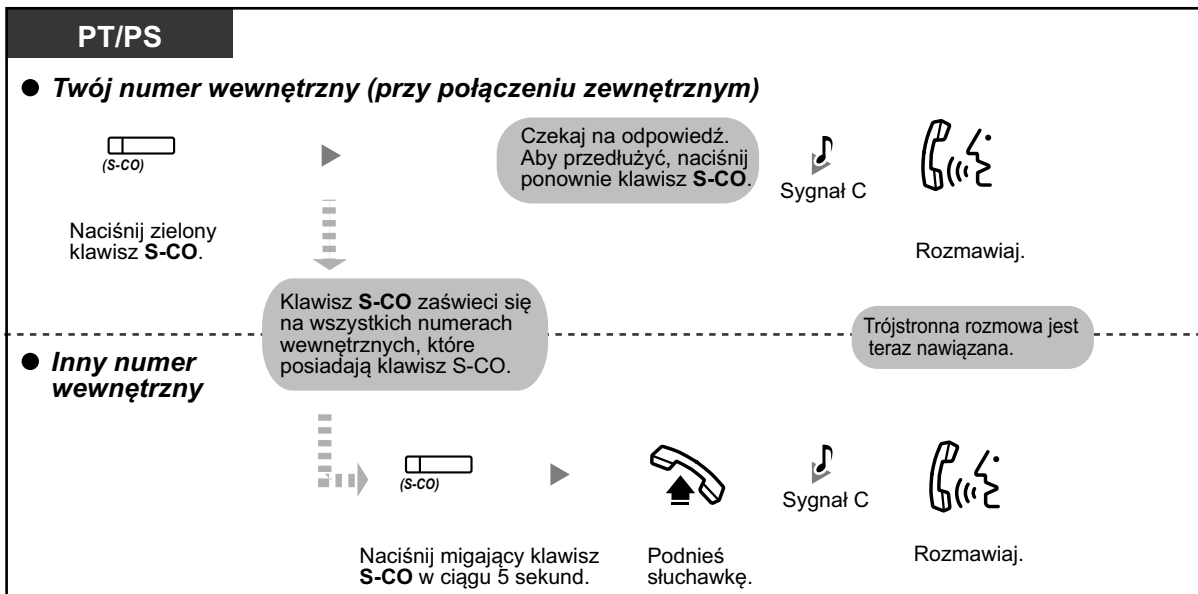 PT/PS
● Twój numer wewnętrzny (przy połączeniu zewnętrznym)
(S-CO)
Naciśnij zielony
klawisz S-CO.
Czekaj na odpowiedź.
Aby przedłużyć, naciśnij
ponownie klawisz S-CO.
Sygnał C
Rozmawiaj.
Klawisz S-CO zaświeci się
na wszystkich numerach
wewnętrznych, które
posiadają klawisz S-CO.
Trójstronna rozmowa jest
teraz nawiązana.
● Inny numer
wewnętrzny
(S-CO)
Naciśnij migający klawisz
S-CO w ciągu 5 sekund.
Podnieś
słuchawkę.
Sygnał C
Rozmawiaj.